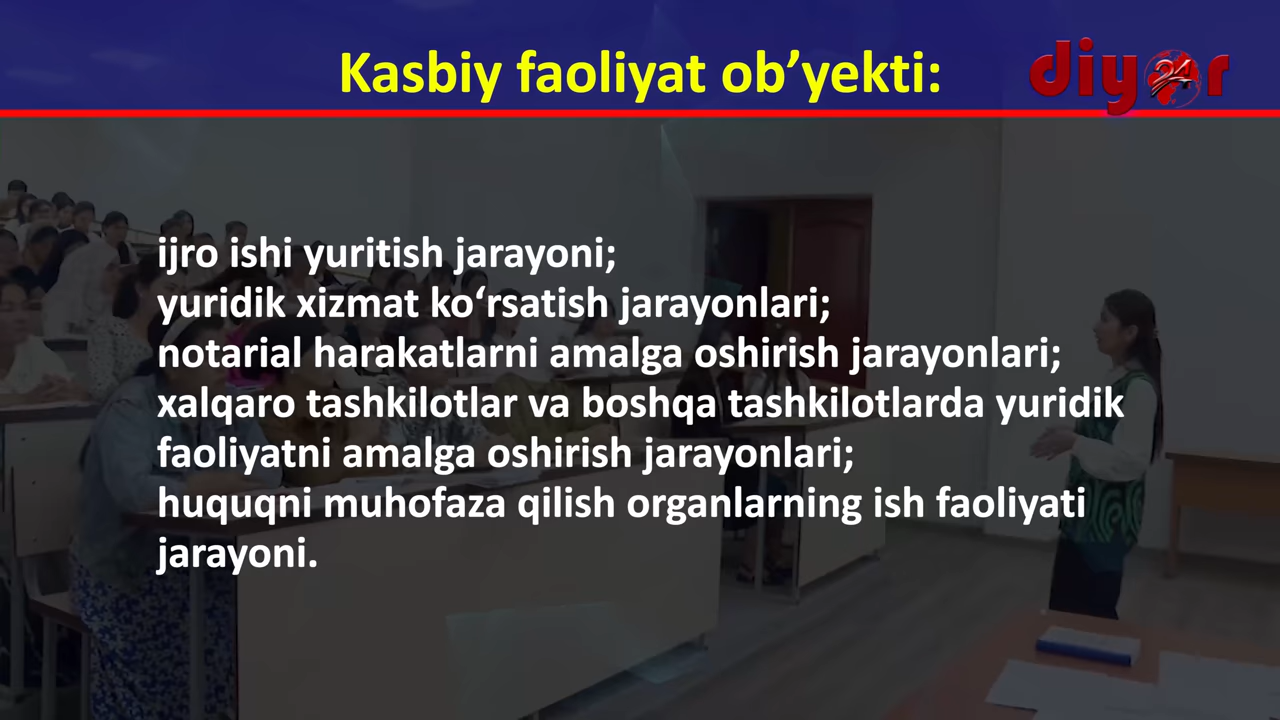 Kasbiy faoliyat ob’yekti:
diyor 24
ijro ishi yuritish jarayoni;
yuridik xizmat ko‘rsatish jarayonlari;
notarial harakatlarni amalga oshirish jarayonlari;
xalqaro tashkilotlar va boshqa tashkilotlarda yuridik
faoliyatni amalga oshirish jarayonlari;
huquqni muhofaza qilish organlarning ish faoliyati
jarayoni.